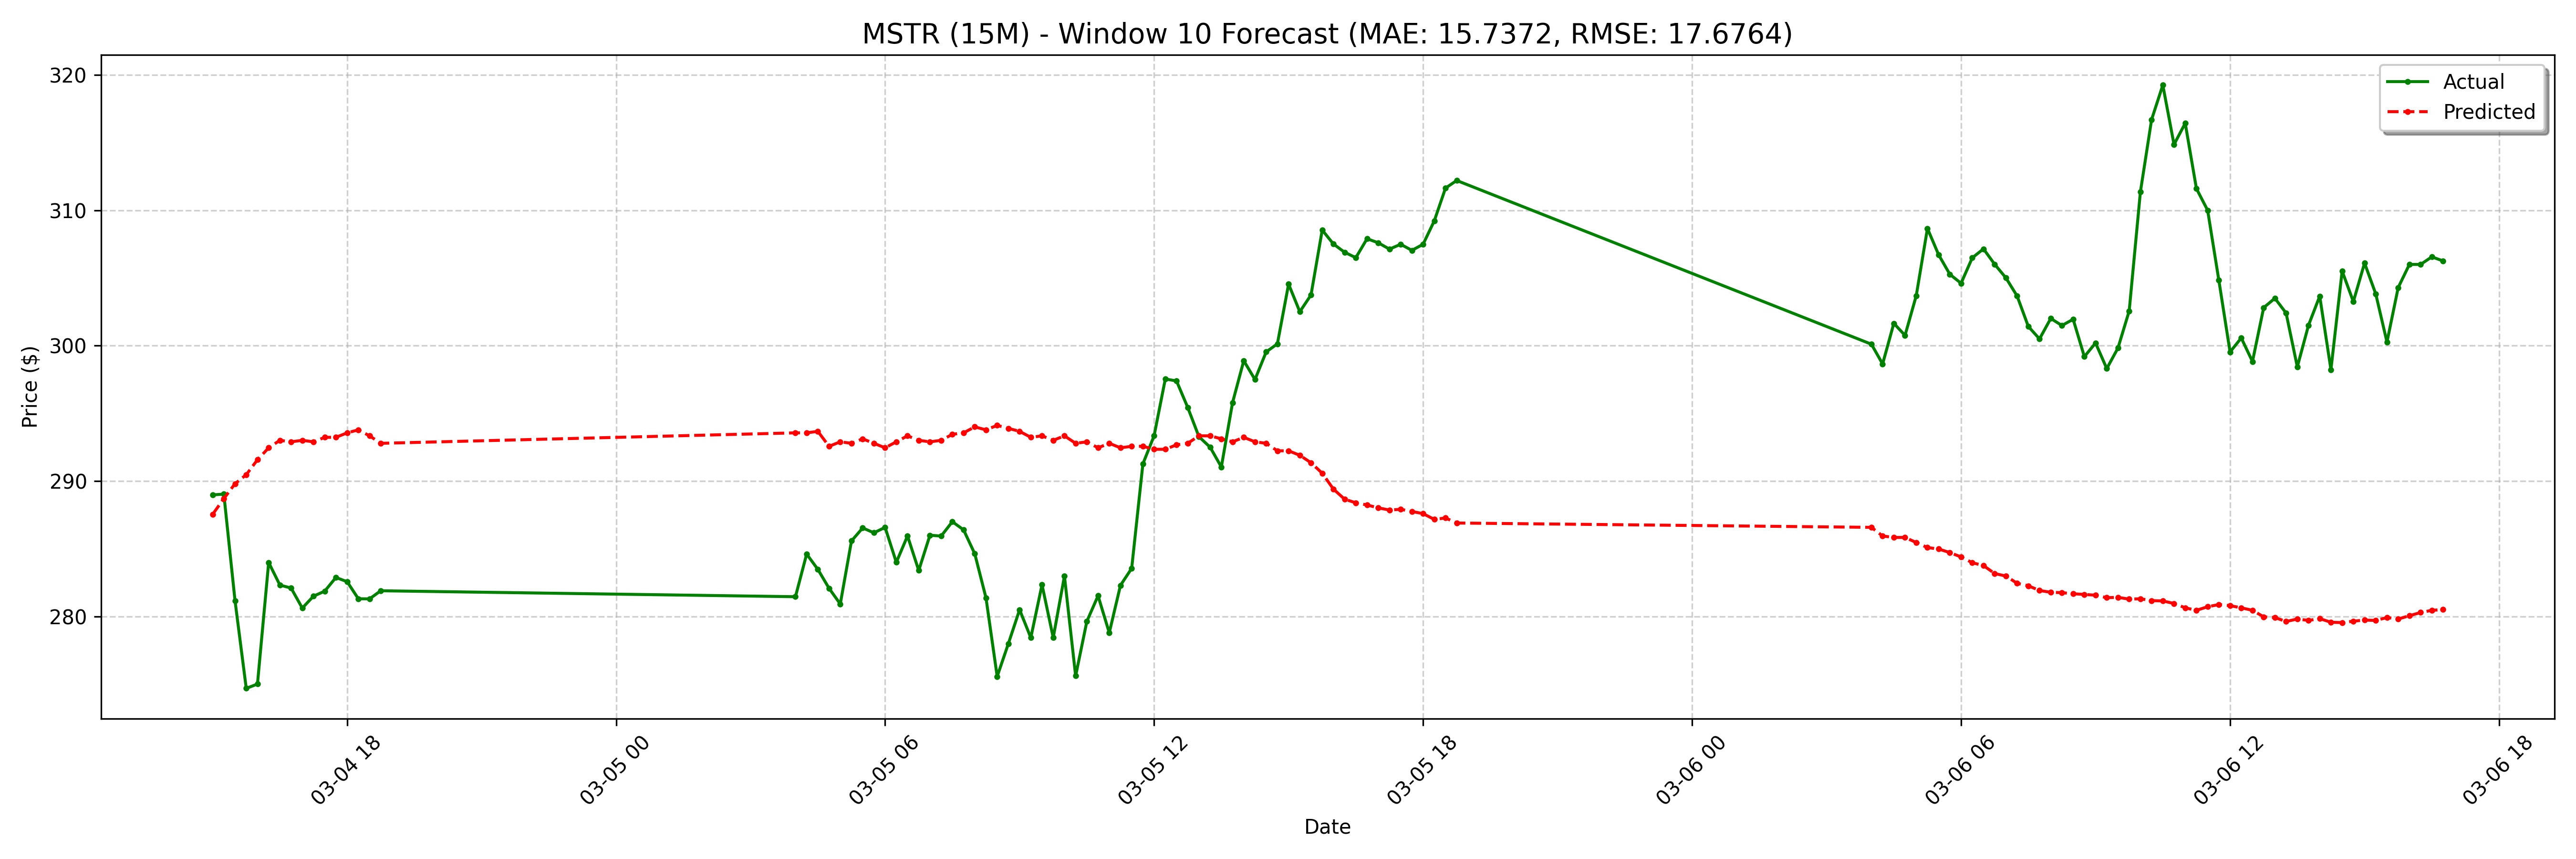 MSTR (15M) - Window 10 Forecast (MAE: 15.7372, RMSE: 17.6764)
Actual
Predicted
Price ($)
320
310
300
290
280
03-04 18
03-05 00
03-05 06
03-05 12
03-05 18
03-06 00
03-06 06
03-06 12
03-06 18
Date